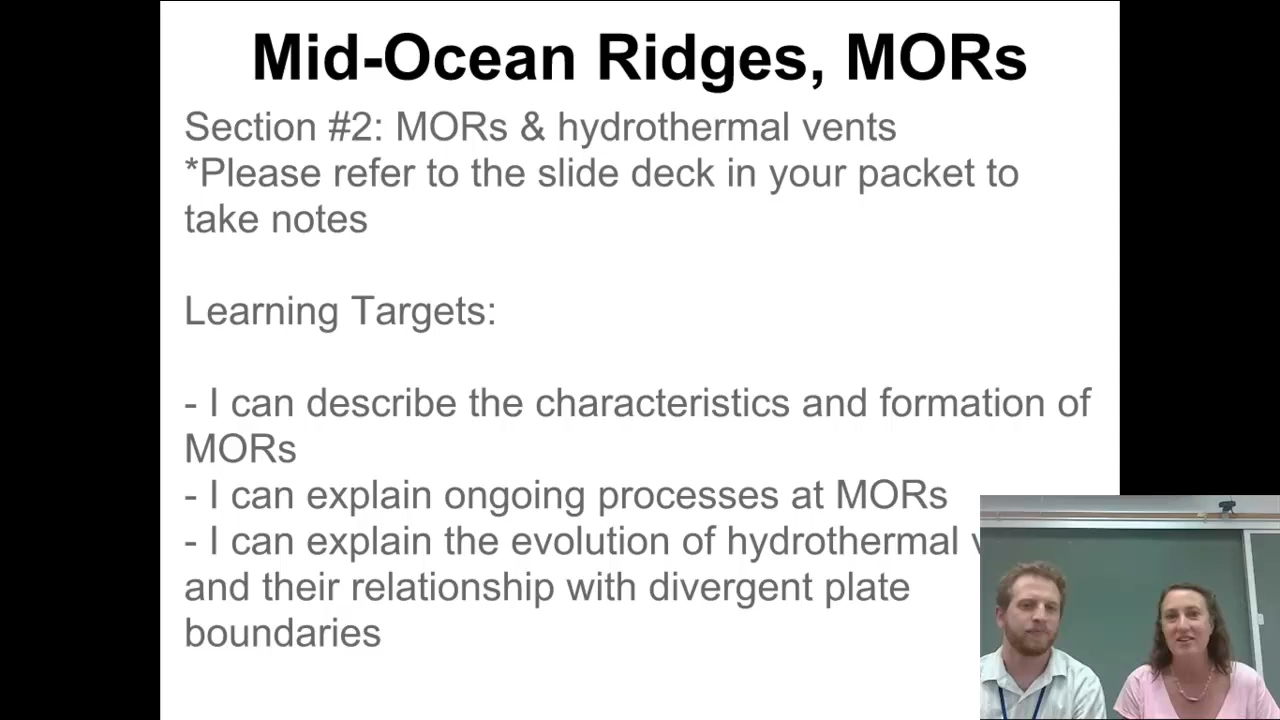 Mid-Ocean Ridges, MORs
Section #2: MORs & hydrothermal vents
*Please refer to the slide deck in your packet to
take notes
Learning Targets:
- I can describe the characteristics and formation of
MORs
- I can explain ongoing processes at MORs
- I can explain the evolution of hydrothermal
and their relationship with divergent plate
boundaries